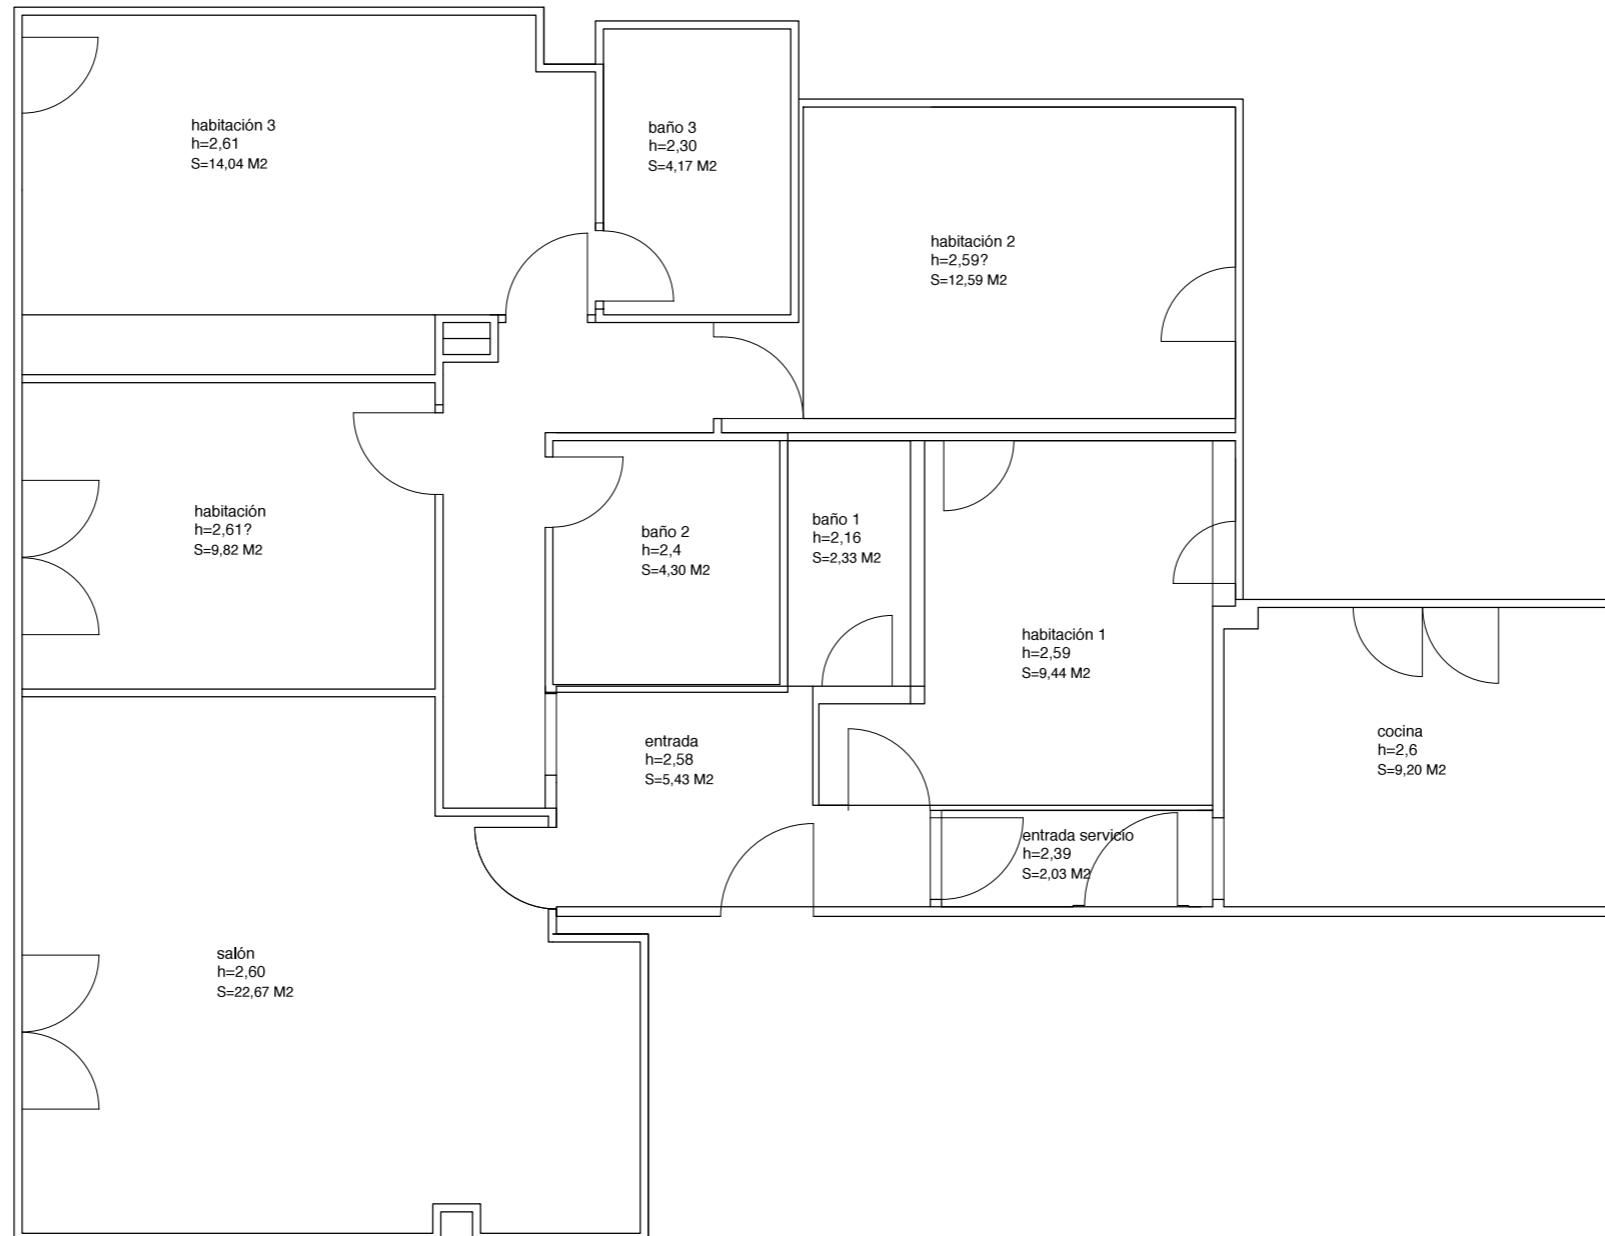 habitación 3
h=2,61
S=14,04 M2
baño 3
h=2,30
S=4,17 M2
habitación 2
h=2,59?
S=12,59 M2
habitación
h=2,61?
S=9,82 M2
baño 2
h=2,4
S=4,30 M2
baño 1
h=2,16
S=2,33 M2
habitación 1
h=2,59
S=9,44 M2
entrada
h=2,58
S=5,43 M2
cocina
h=2,6
S=9,20 M2
entrada servicio
h=2,39
S=2,03 M2
salón
h=2,60
S=22,67 M2